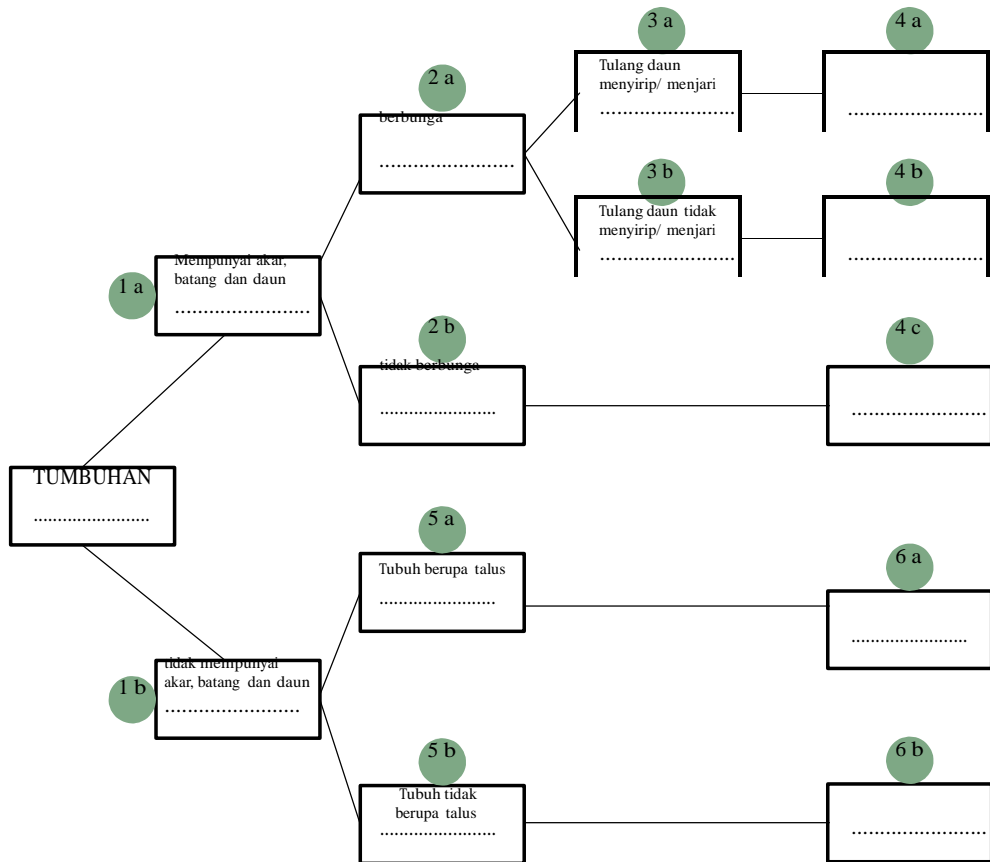 3 a
4 a
Tulang daun
menyirip/ menjari
........................
........................
2 a
berbunga
........................
3 b
4 b
Tulang daun tidak
menyirip/ menjari
........................
........................
1 a
Mempunyai akar,
batang dan daun
........................
2 b
tidak berbunga
........................
4 c
........................
TUMBUHAN
........................
5 a
Tubuh berupa talus
........................
6 a
........................
1 b
tidak mempunyai
akar, batang dan daun
........................
5 b
Tubuh tidak
berupa talus
........................
6 b
........................